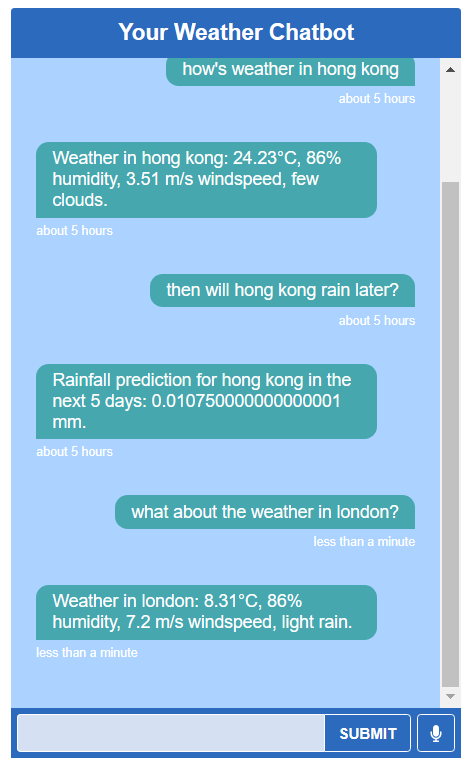 Your Weather Chatbot
how's weather in hong kong
about 5 hours
Weather in hong kong: 24.23°C, 86%
humidity, 3.51 m/s windspeed, few
clouds.
about 5 hours
then will hong kong rain later?
about 5 hours
Rainfall prediction for hong kong in the
next 5 days: 0.010750000000000001
mm.
about 5 hours
what about the weather in london?
less than a minute
Weather in london: 8.31°C, 86%
humidity, 7.2 m/s windspeed, light rain.
less than a minute
SUBMIT